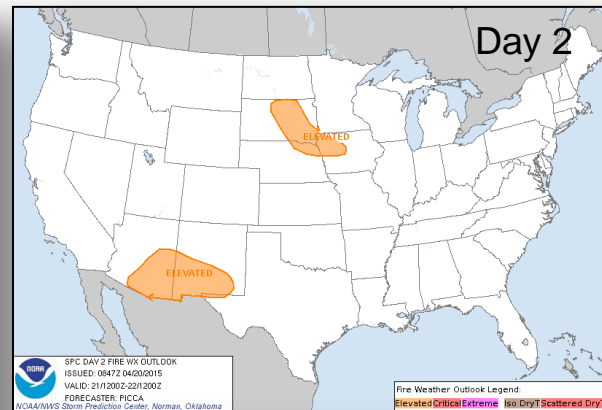 Day 2
ELEVATED
ELEVATED
NOAA
SPC DAY 2 FIRE WX OUTLOOK
ISSUED: 0847Z 04/20/2015
VALID: 21/1200Z-22/1200Z
FORECASTER: PICCA
NOAA/NWS Storm Prediction Center, Norman, Oklahoma
Fire Weather Outlook Legend:
Elevated Critical Extreme Iso DryT Scattered DryT